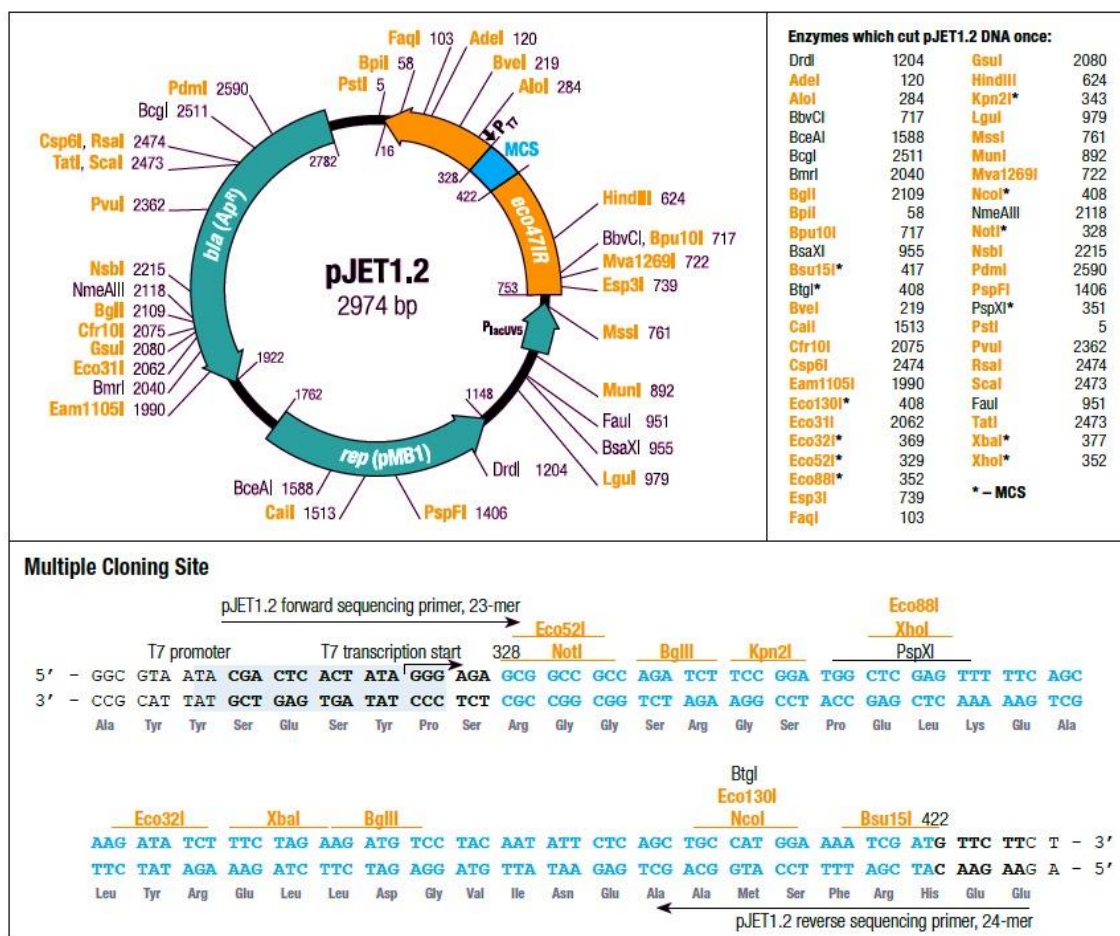 FaqI 103
AdeI 120
BpiI 58
BveI 219
PstI 5
AloI 284
PdmI 2590
BcgI 2511
Csp6I, RsaI 2474
TatI, ScaI 2473
PvuI 2362
NsbI 2215
NmeAIII 2118
BglI 2109
Cfr10I 2075
GsuI 2080
Eco31I 2062
BmrI 2040
Eam1105I 1990
2782
16
328
422
753
1148
1762
1922
PT7
MCS
eco47IR
bla (ApR)
pJET1.2
2974 bp
PlacUV5
rep (pMB1)
HindIII 624
BbvCI, Bpu10I 717
Mva1269I 722
Esp3I 739
MssI 761
MunI 892
FauI 951
BsaXI 955
LguI 979
DrdI 1204
BceAI 1588
CaiI 1513
PspFI 1406
Enzymes which cut pJET1.2 DNA once:
DrdI 1204
AdeI 120
AloI 284
BbvCI 717
BceAI 1588
BcgI 2511
BmrI 2040
BglI 2109
BpiI 58
Bpu10I 717
BsaXI 955
Bsu15I* 417
BtgI* 408
BveI 219
CaiI 1513
Cfr10I 2075
Csp6I 2474
Eam1105I 1990
Eco130I* 408
Eco31I 2062
Eco32I* 369
Eco52I* 329
Eco88I* 352
Esp3I 739
FaqI 103
GsuI 2080
HindIII 624
Kpn2I* 343
LguI 979
MssI 761
MunI 892
Mva1269I 722
NcoI* 408
NmeAIII 2118
NotI* 328
NsbI 2215
PdmI 2590
PspFI 1406
PspXI* 351
PstI 5
PvuI 2362
RsaI 2474
ScaI 2473
FauI 951
TatI 2473
XbaI* 377
XhoI* 352
* – MCS
Multiple Cloning Site
pJET1.2 forward sequencing primer, 23-mer
Eco88I
Eco52I XhoI
T7 promoter T7 transcription start 328 NotI BglII Kpn2I PspXI
5' - GGC GTA ATA CGA CTC ACT ATA GGG AGA GCG GCC GCC AGA TCT TCC GGA TGG CTC GAG TTT TTC AGC
3' - CCG CAT TAT GCT GAG TGA TAT CCC TCT CGC CGG CGG TCT AGA AGG CCT ACC GAG CTC AAA AAG TCG
Ala Tyr Tyr Ser Glu Ser Tyr Pro Ser Arg Gly Gly Ser Arg Gly Ser Pro Glu Leu Lys Glu Ala
BtgI
Eco130I
Eco32I XbaI BglII NcoI Bsu15I 422
AAG ATA TCT TTC TAG AAG ATG TCC TAC AAT ATT CTC AGC TGC CAT GGA AAA TCG ATG TTC TTC T - 3'
TTC TAT AGA AAG ATC TTC TAG AGG ATG TTA TAA GAG TCG ACG GTA CCT TTT AGC TAC AAG AAG A - 5'
Leu Tyr Arg Glu Leu Leu Asp Gly Val Ile Asn Glu Ala Ala Met Ser Phe Arg His Glu Glu
pJET1.2 reverse sequencing primer, 24-mer